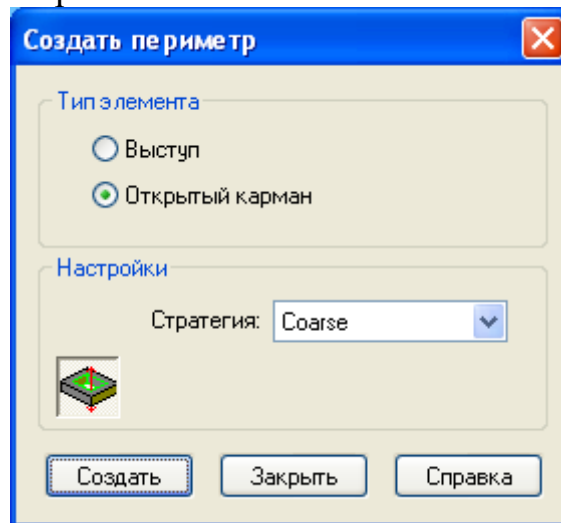 Создать периметр
Тип элемента
Выступ
Открытый карман
Настройки
Стратегия: Coarse
Создать Закрыть Справка